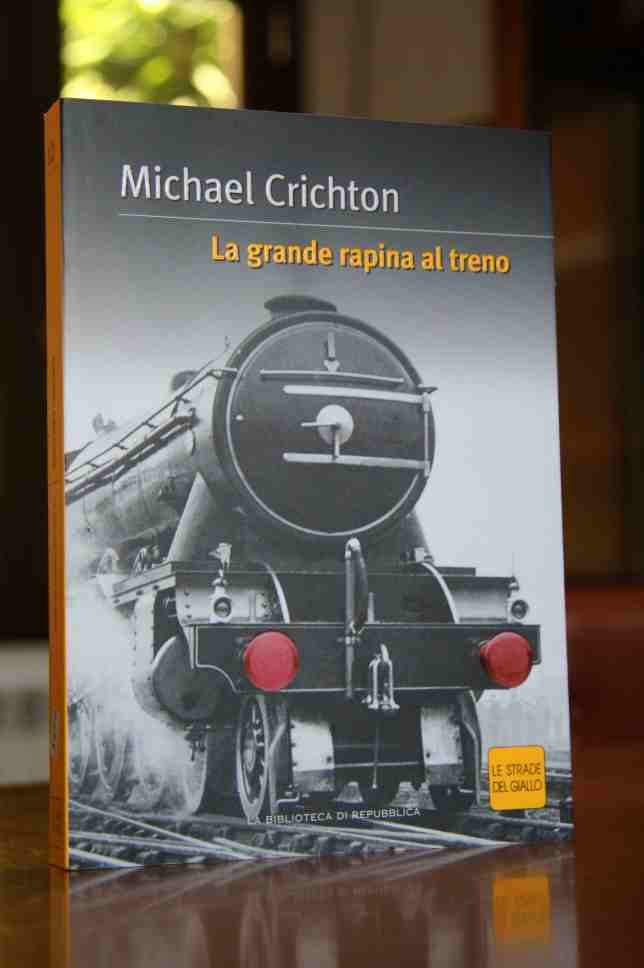 Michael Crichton
La grande rapina al treno
LE STRADE
DEL GIALLO
LA BIBLIOTECA DI REPUBBLICA